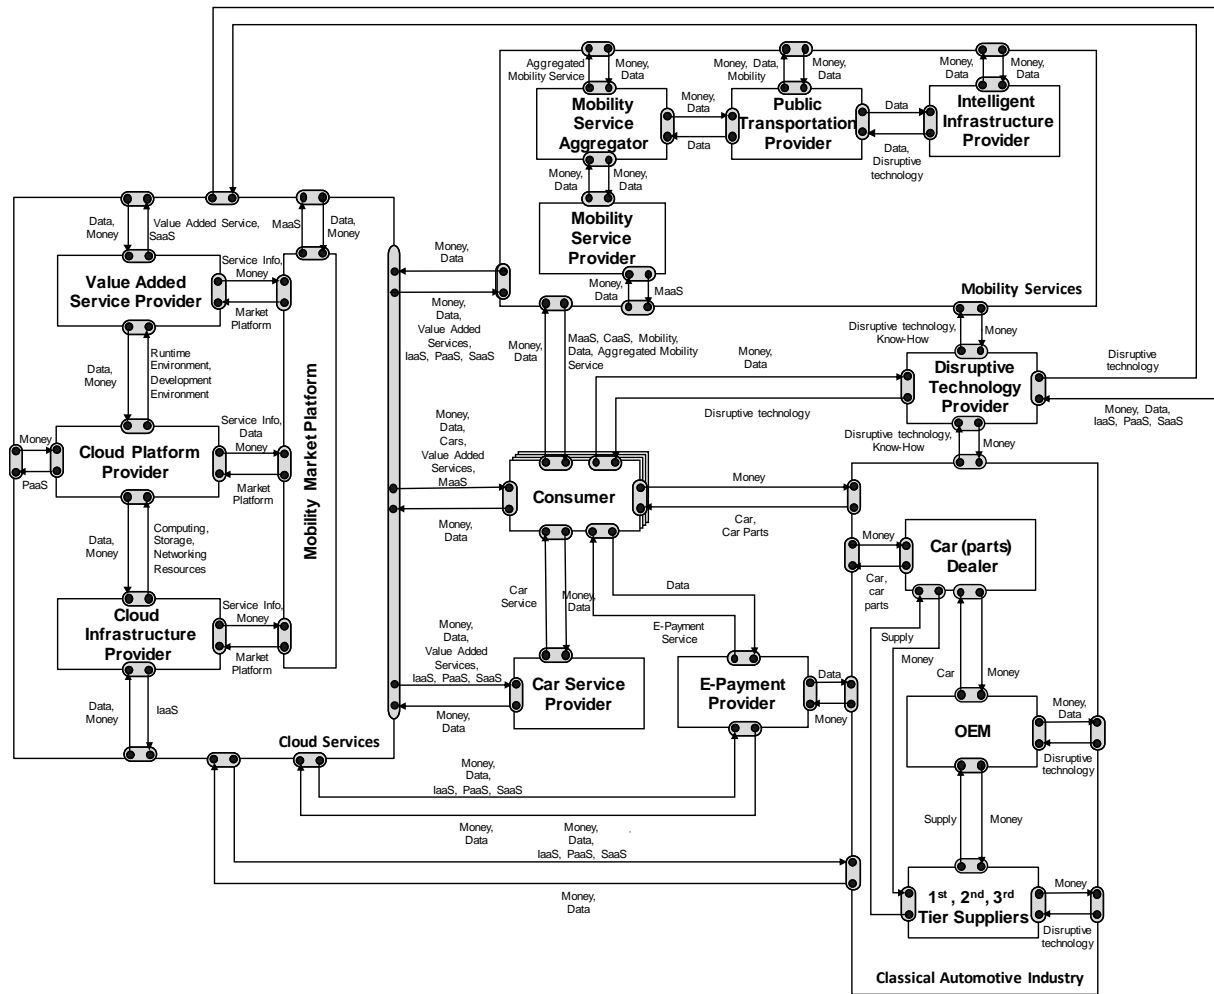 Aggregated
Mobility Service
Money,
Data
Money, Data,
Mobility
Money,
Data
Money,
Data
Money,
Data
Mobility
Service
Aggregator
Money,
Data
Data
Public
Transportation
Provider
Data
Data,
Disruptive
technology
Intelligent
Infrastructure
Provider
Money,
Data
Money,
Data
Mobility
Service
Provider
Money,
Data
MaaS
Mobility Services
Data,
Money
Value Added Service,
SaaS
MaaS
Data,
Money
Value Added
Service Provider
Service Info,
Money
Market
Platform
Data,
Money
Runtime
Environment,
Development
Environment
Mobility Market Platform
Money
PaaS
Cloud Platform
Provider
Service Info,
Data
Money
Market
Platform
Data,
Money
Computing,
Storage,
Networking
Resources
Cloud
Infrastructure
Provider
Service Info,
Money
Market
Platform
Data,
Money
IaaS
Cloud Services
Money,
Data
Money,
Data,
Value Added
Services,
IaaS, PaaS, SaaS
Money,
Data
MaaS, CaaS, Mobility,
Data, Aggregated Mobility
Service
Money,
Data
Disruptive technology
Disruptive technology,
Know-How
Money
Disruptive
Technology
Provider
Disruptive
technology
Money, Data,
IaaS, PaaS, SaaS
Disruptive technology,
Know-How
Money
Money,
Data,
Cars,
Value Added
Services,
MaaS
Money,
Data
Consumer
Money
Car,
Car Parts
Car
Service
Money,
Data
Data
E-Payment
Service
Money,
Data,
Value Added
Services,
IaaS, PaaS, SaaS
Money,
Data
Car Service
Provider
E-Payment
Provider
Data
Money
Money
Car,
car
parts
Car (parts)
Dealer
Supply
Money
Car
Money
OEM
Money,
Data
Disruptive
technology
Supply
Money
1st , 2nd, 3rd
Tier Suppliers
Money
Disruptive
technology
Classical Automotive Industry
Money,
Data,
IaaS, PaaS, SaaS
Money,
Data
Money,
Data,
IaaS, PaaS, SaaS
Money,
Data